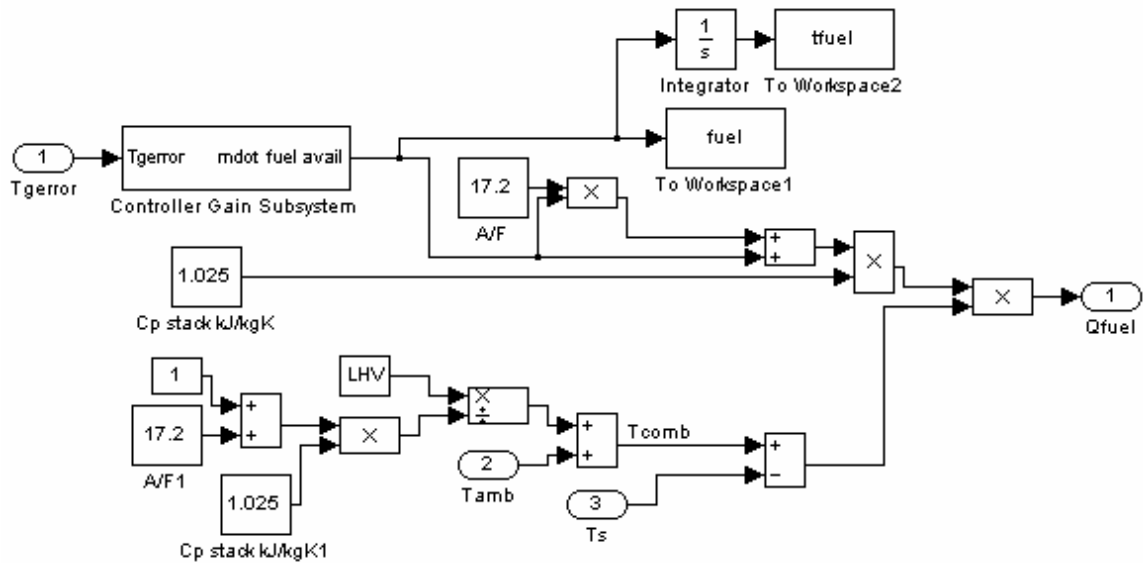 1
s
Integrator
tfuel
To Workspace2
1
Tgerror
Tgerror mdot fuel avail
Controller Gain Subsystem
fuel
To Workspace1
17.2
A/F
×
+
+
1.025
Cp stack kJ/kgK
×
×
1
Qfuel
1
17.2
A/F1
+
+
1.025
Cp stack kJ/kgK1
×
LHV
×
÷
2
Tamb
+
+
Tcomb
3
Ts
+
−